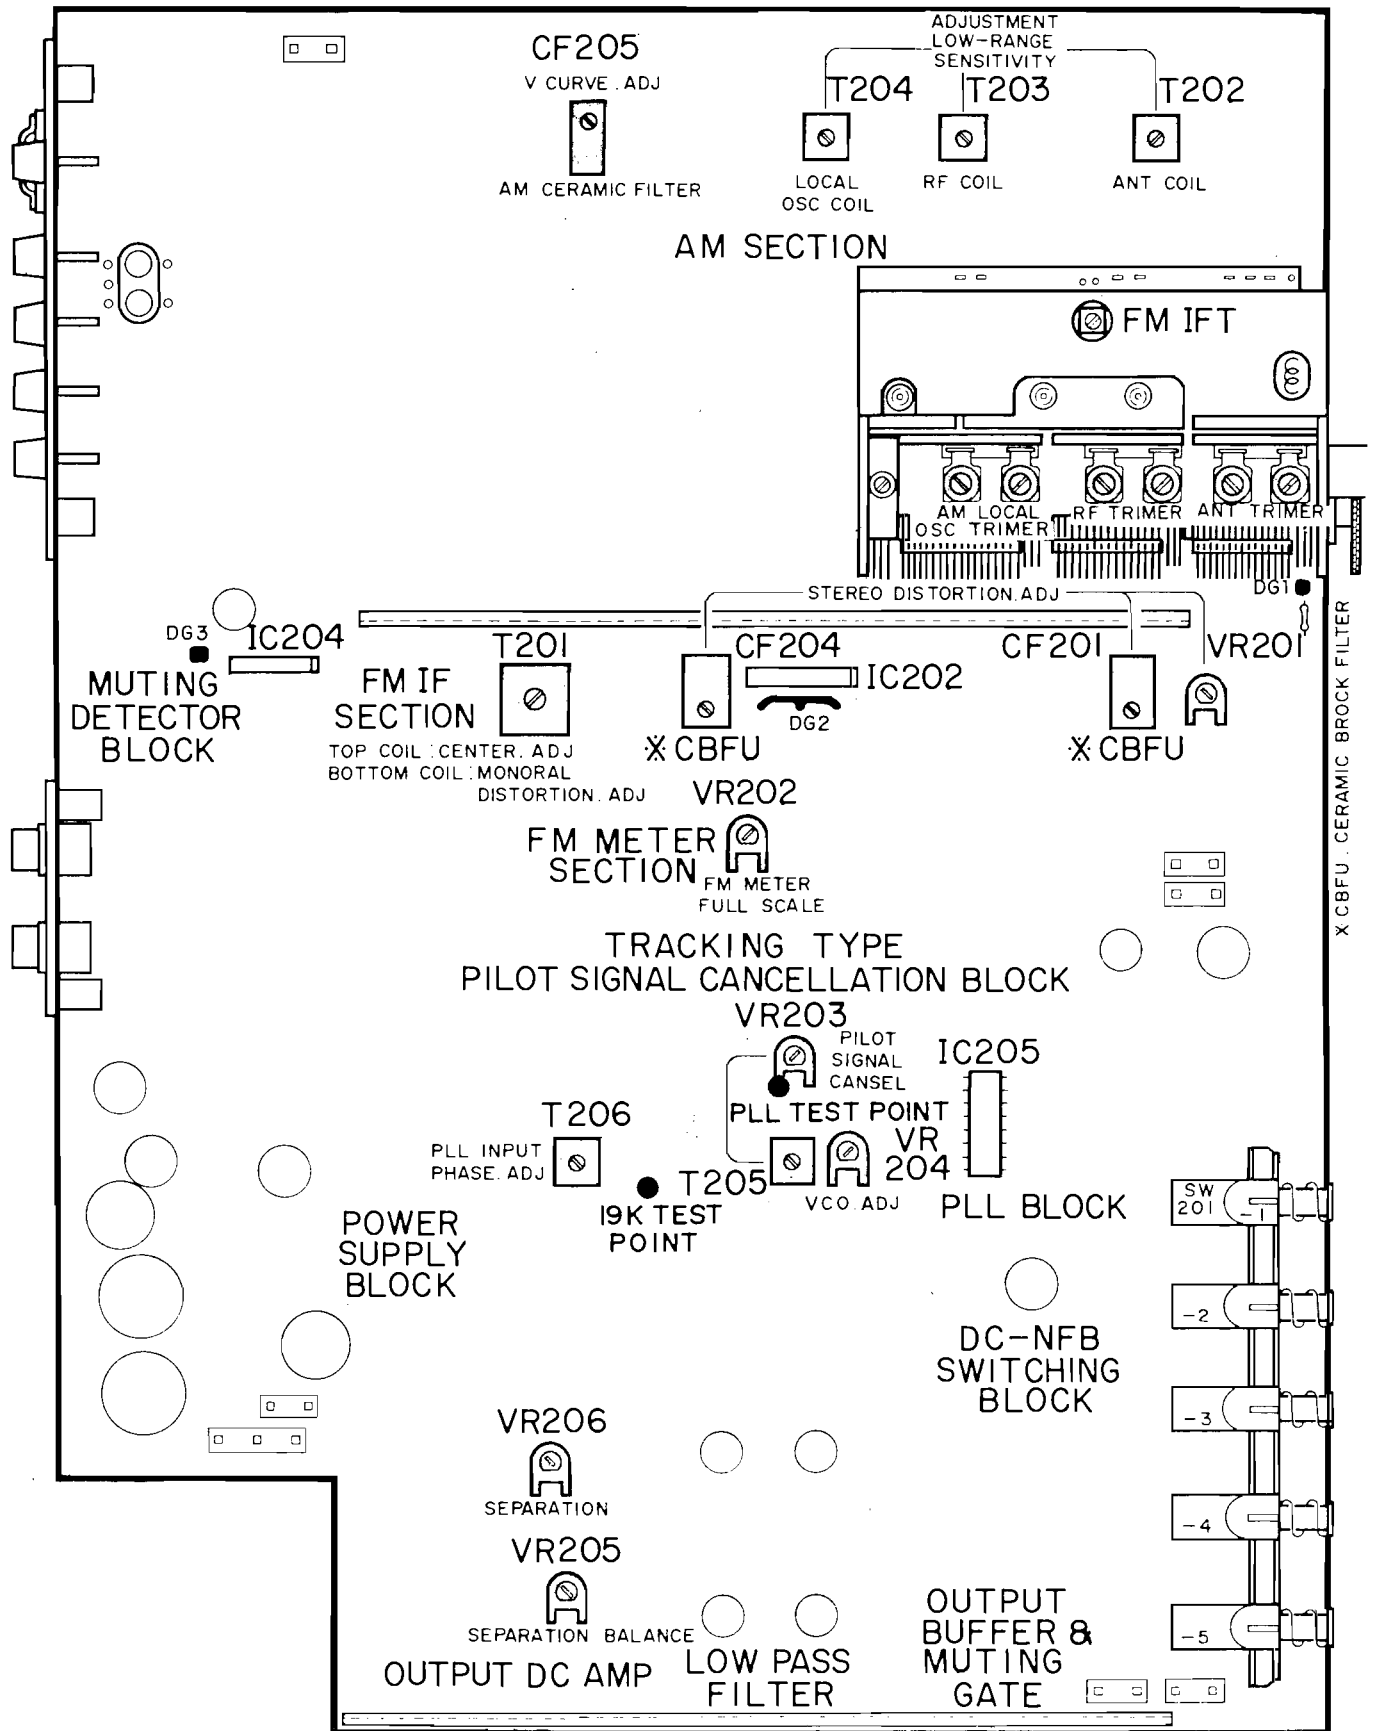 ADJUSTMENT
LOW-RANGE
SENSITIVITY
CF205
V CURVE. ADJ
AM CERAMIC FILTER
T204
T203
T202
LOCAL
OSC COIL
RF COIL
ANT COIL
AM SECTION
FM IFT
AM LOCAL
OSC TRIMER
RF TRIMER
ANT TRIMER
DG1
STEREO DISTORTION. ADJ
DG3
IC204
MUTING
DETECTOR
BLOCK
FM IF
SECTION
T201
TOP COIL : CENTER. ADJ
BOTTOM COIL : MONORAL
DISTORTION. ADJ
CF204
IC202
DG2
※CBFU
CF201
VR201
※CBFU
※CBFU . CERAMIC BROCK FILTER
VR202
FM METER
SECTION
FM METER
FULL SCALE
TRACKING TYPE
PILOT SIGNAL CANCELLATION BLOCK
VR203
PILOT
SIGNAL
CANSEL
IC205
PLL TEST POINT
T206
PLL INPUT
PHASE. ADJ
T205
VR
204
VCO. ADJ
19K TEST
POINT
PLL BLOCK
POWER
SUPPLY
BLOCK
SW
201
-1
-2
-3
-4
-5
DC-NFB
SWITCHING
BLOCK
VR206
SEPARATION
VR205
SEPARATION BALANCE
OUTPUT DC AMP
LOW PASS
FILTER
OUTPUT
BUFFER &
MUTING
GATE